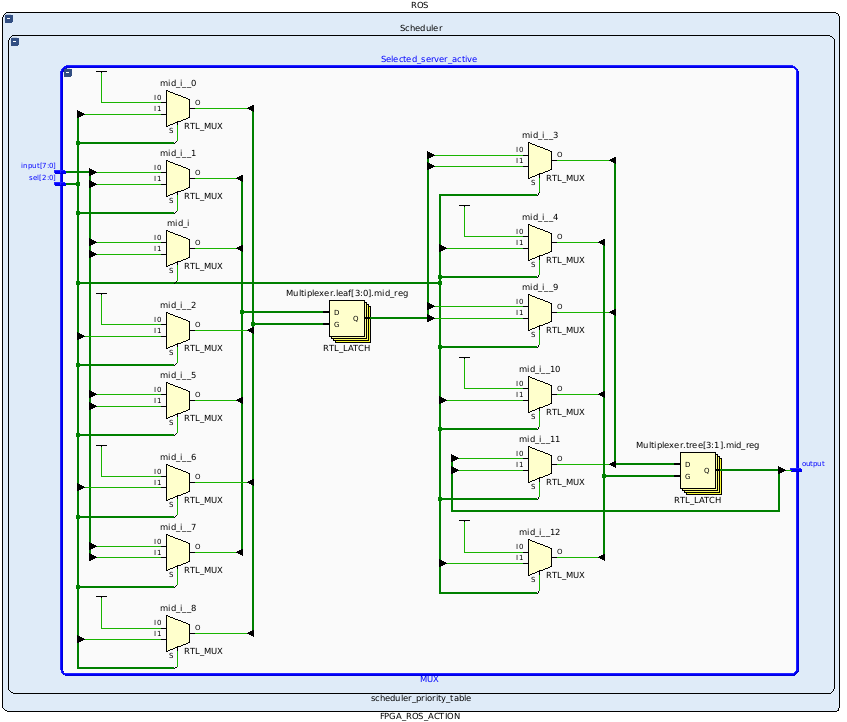 ROS
Scheduler
Selected_server_active
mid_i__0
I0
I1
S
O
RTL_MUX
mid_i__1
I0
I1
S
O
RTL_MUX
input[7:0]
sel[2:0]
mid_i
I0
I1
S
O
RTL_MUX
mid_i__2
I0
I1
S
O
RTL_MUX
mid_i__5
I0
I1
S
O
RTL_MUX
mid_i__6
I0
I1
S
O
RTL_MUX
mid_i__7
I0
I1
S
O
RTL_MUX
mid_i__8
I0
I1
S
O
RTL_MUX
Multiplexer.leaf[3:0].mid_reg
D
G
Q
RTL_LATCH
mid_i__3
I0
I1
S
O
RTL_MUX
mid_i__4
I0
I1
S
O
RTL_MUX
mid_i__9
I0
I1
S
O
RTL_MUX
mid_i__10
I0
I1
S
O
RTL_MUX
mid_i__11
I0
I1
S
O
RTL_MUX
mid_i__12
I0
I1
S
O
RTL_MUX
Multiplexer.tree[3:1].mid_reg
D
G
Q
RTL_LATCH
output
MUX
scheduler_priority_table
FPGA_ROS_ACTION